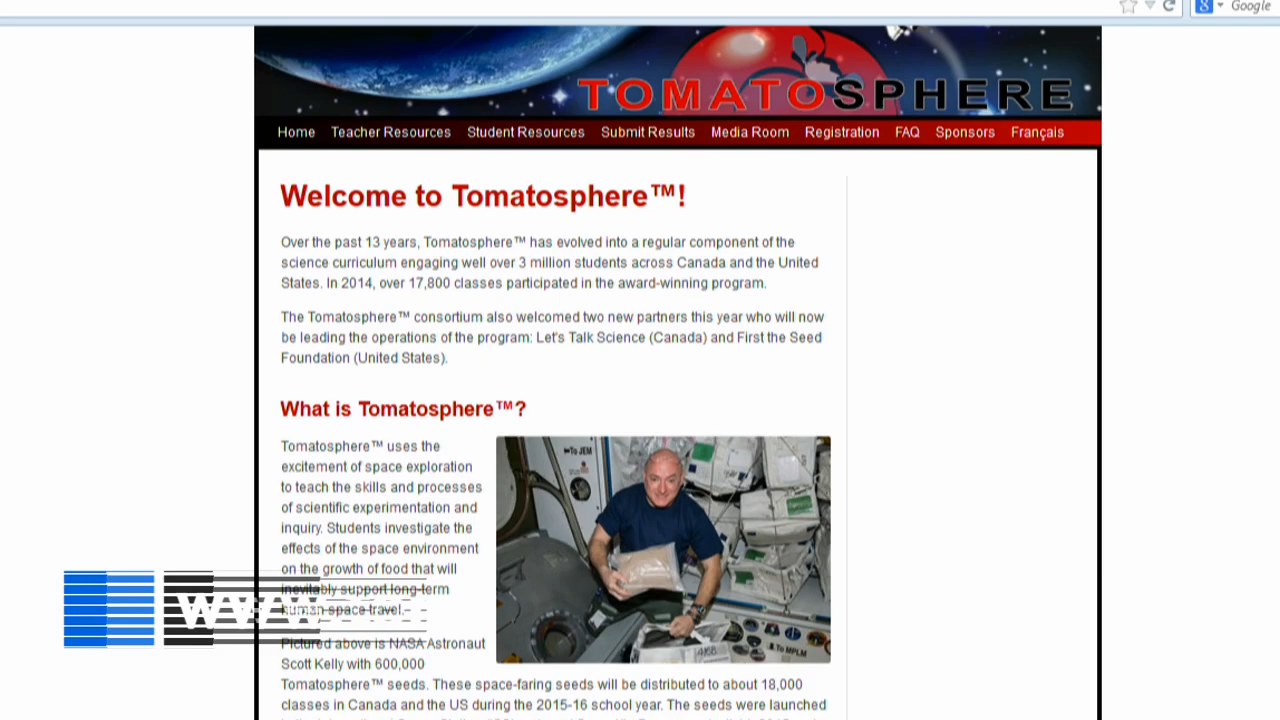 Google
TOMATOSPHERE
Home Teacher Resources Student Resources Submit Results Media Room Registration FAQ Sponsors Français
Welcome to Tomatosphere™!
Over the past 13 years, Tomatosphere™ has evolved into a regular component of the
science curriculum engaging well over 3 million students across Canada and the United
States. In 2014, over 17,800 classes participated in the award-winning program.
The Tomatosphere™ consortium also welcomed two new partners this year who will now
be leading the operations of the program: Let's Talk Science (Canada) and First the Seed
Foundation (United States).
What is Tomatosphere™?
Tomatosphere™ uses the
excitement of space exploration
to teach the skills and processes
of scientific experimentation and
inquiry. Students investigate the
effects of the space environment
on the growth of food that will
inevitably support long-term
human space travel.
To JEM
To MPLM
Pictured above is NASA Astronaut
Scott Kelly with 600,000
Tomatosphere™ seeds. These space-faring seeds will be distributed to about 18,000
classes in Canada and the US during the 2015-16 school year. The seeds were launched